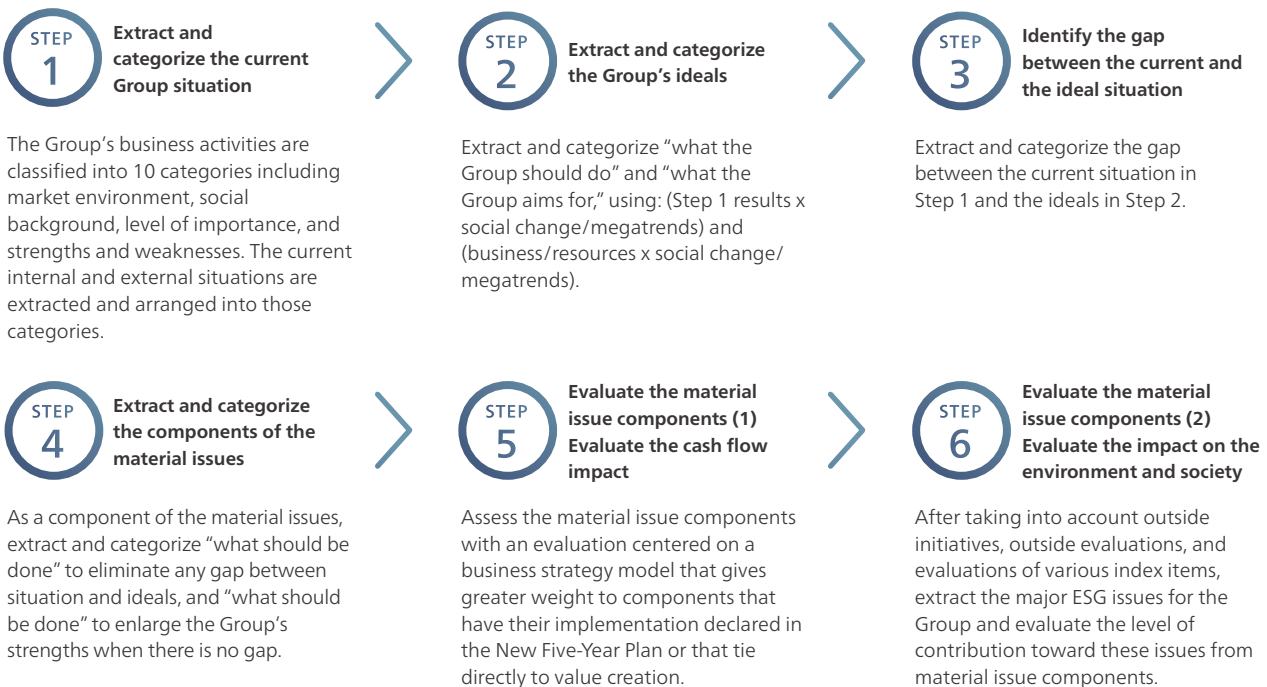 STEP
1
Extract and
categorize the current
Group situation
The Group's business activities are
classified into 10 categories including
market environment, social
background, level of importance, and
strengths and weaknesses. The current
internal and external situations are
extracted and arranged into those
categories.
STEP
2
Extract and categorize
the Group's ideals
Extract and categorize “what the
Group should do” and “what the
Group aims for,” using: (Step 1 results x
social change/megatrends) and
(business/resources x social change/
megatrends).
STEP
3
Identify the gap
between the current and
the ideal situation
Extract and categorize the gap
between the current situation in
Step 1 and the ideals in Step 2.
STEP
4
Extract and categorize
the components of the
material issues
As a component of the material issues,
extract and categorize “what should be
done” to eliminate any gap between
situation and ideals, and “what should
be done” to enlarge the Group's
strengths when there is no gap.
STEP
5
Evaluate the material
issue components (1)
Evaluate the cash flow
impact
Assess the material issue components
with an evaluation centered on a
business strategy model that gives
greater weight to components that
have their implementation declared in
the New Five-Year Plan or that tie
directly to value creation.
STEP
6
Evaluate the material
issue components (2)
Evaluate the impact on the
environment and society
After taking into account outside
initiatives, outside evaluations, and
evaluations of various index items,
extract the major ESG issues for the
Group and evaluate the level of
contribution toward these issues from
material issue components.